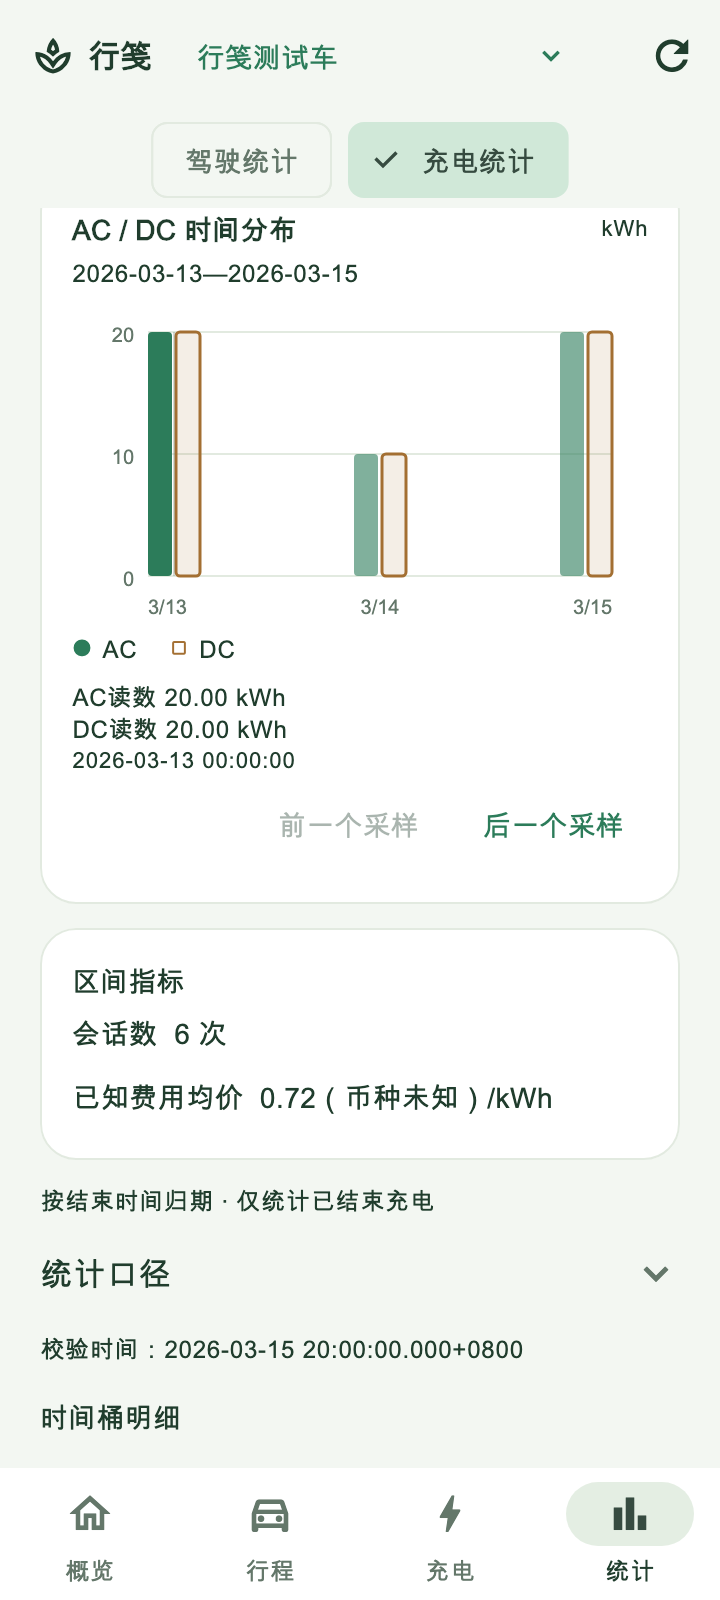 行笺 行笺测试车
驾驶统计 充电统计
AC / DC 时间分布 kWh
2026-03-13—2026-03-15
20
10
0
3/13 3/14 3/15
AC DC
AC读数 20.00 kWh
DC读数 20.00 kWh
2026-03-13 00:00:00
前一个采样 后一个采样
区间指标
会话数 6 次
已知费用均价 0.72 ( 币种未知 ) /kWh
按结束时间归期 · 仅统计已结束充电
统计口径
校验时间：2026-03-15 20:00:00.000+0800
时间桶明细
概览 行程 充电 统计